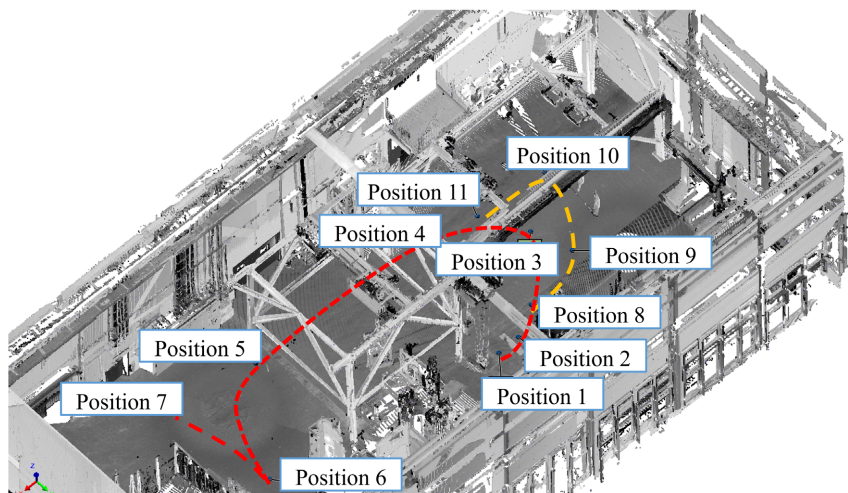 Position 10
Position 11
Position 4
Position 3
Position 9
Position 8
Position 5
Position 2
Position 7
Position 1
Position 6
z